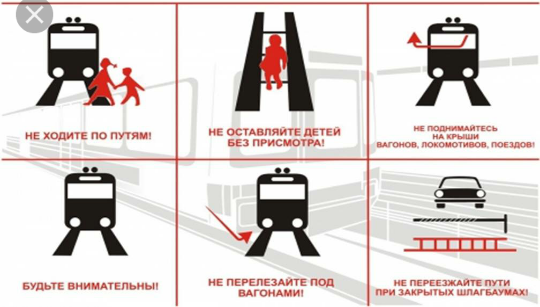 НЕ ХОДИТЕ ПО ПУТЯМ!
НЕ ОСТАВЛЯЙТЕ ДЕТЕЙ
БЕЗ ПРИСМОТРА!
НЕ ПОДНИМАЙТЕСЬ
НА КРЫШИ
ВАГОНОВ, ЛОКОМОТИВОВ, ПОЕЗДОВ!
БУДЬТЕ ВНИМАТЕЛЬНЫ!
НЕ ПЕРЕЛЕЗАЙТЕ ПОД
ВАГОНАМИ!
НЕ ПЕРЕЕЗЖАЙТЕ ПУТИ
ПРИ ЗАКРЫТЫХ ШЛАГБАУМАХ!